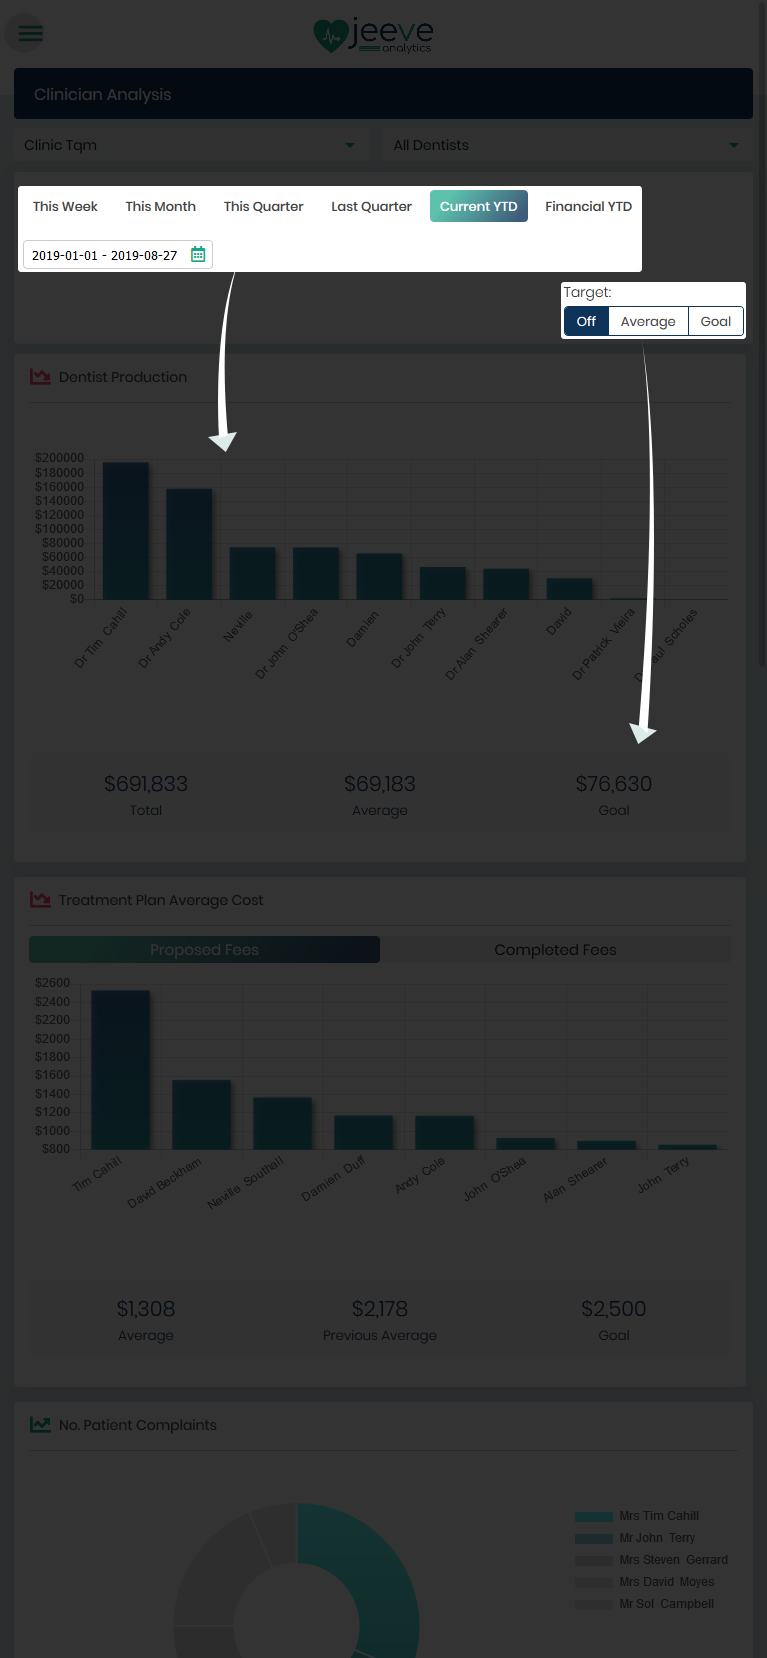 jeeve
analytics
Clinician Analysis
Clinic Tqm All Dentists
This Week This Month This Quarter Last Quarter Current YTD Financial YTD
2019-01-01 - 2019-08-27
Target:
Off Average Goal
Dentist Production
$200000
$180000
$160000
$140000
$120000
$100000
$80000
$60000
$40000
$20000
$0
Dr Tim Cahill
Dr Andy Cole
Neville
Dr John O'Shea
Damien
Dr John Terry
Dr Alan Shearer
David
Dr Patrick Vieira
Scholes
$691,833 $69,183 $76,630
Total Average Goal
Treatment Plan Average Cost
Proposed Fees Completed Fees
$2600
$2400
$2200
$2000
$1800
$1600
$1400
$1200
$1000
$800
Tim Cahill
David Beckham
Neville Southall
Damien Duff
Andy Cole
John O'Shea
Alan Shearer
John Terry
$1,308 $2,178 $2,500
Average Previous Average Goal
No. Patient Complaints
Mrs Tim Cahill
Mr John Terry
Mrs Steven Gerrard
Mrs David Moyes
Mr Sol Campbell